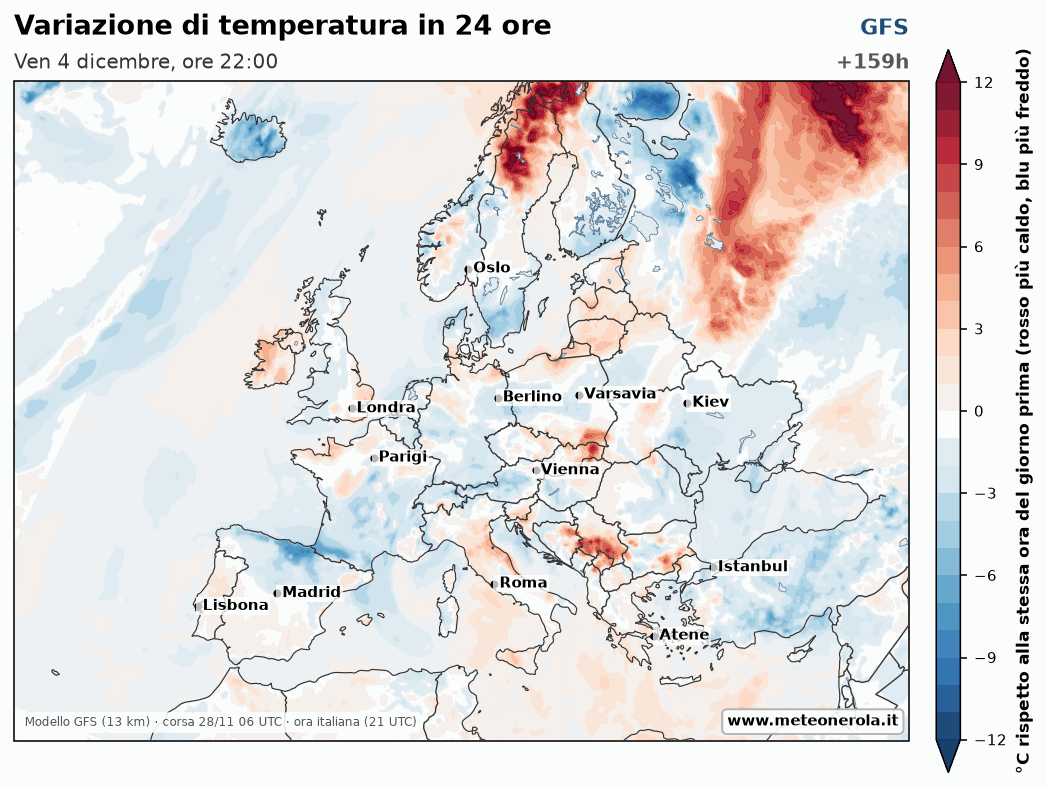 Variazione di temperatura in 24 ore
GFS
Ven 4 dicembre, ore 22:00
+159h
Oslo
Londra
Berlino
Varsavia
Kiev
Parigi
Vienna
Istanbul
Roma
Madrid
Lisbona
Atene
Modello GFS (13 km) · corsa 28/11 06 UTC · ora italiana (21 UTC)
www.meteonerola.it
12
9
6
3
0
−3
−6
−9
−12
°C rispetto alla stessa ora del giorno prima (rosso più caldo, blu più freddo)